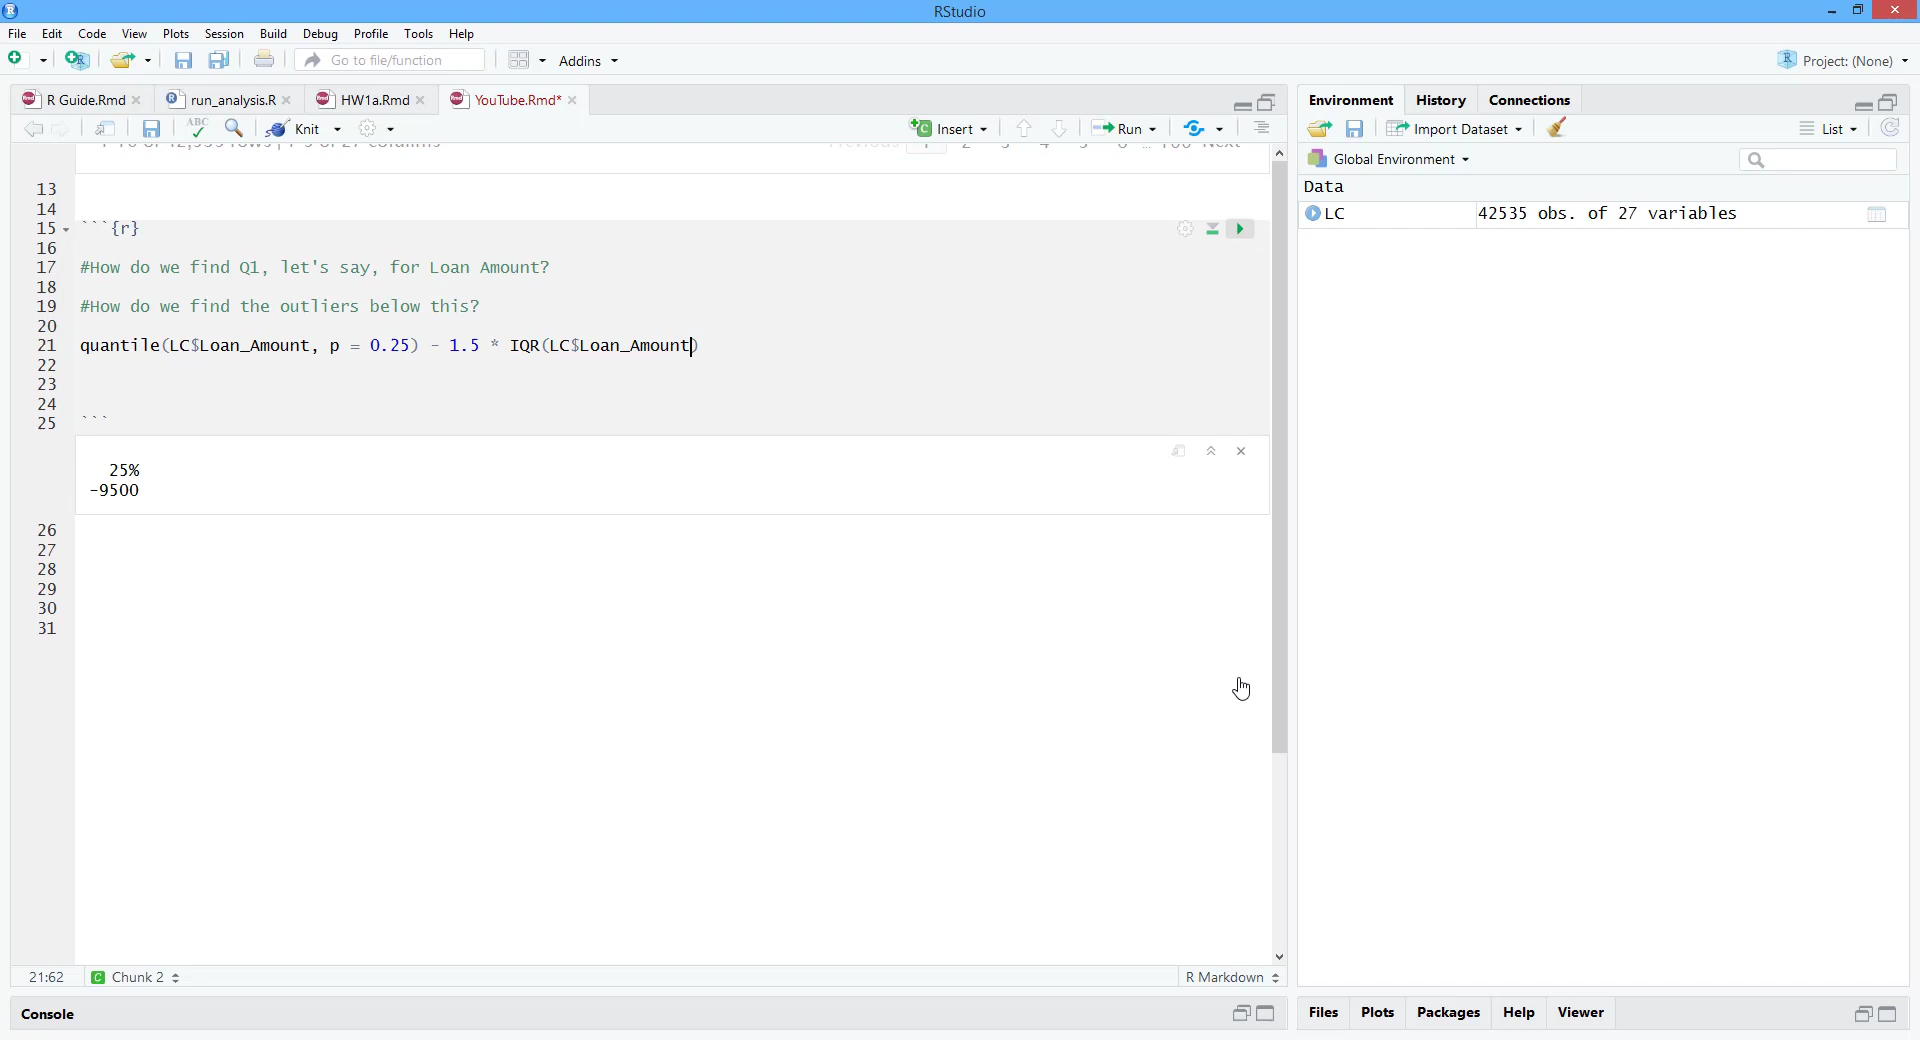 RStudio
File Edit Code View Plots Session Build Debug Profile Tools Help
Go to file/function Addins Project: (None)
R Guide.Rmd run_analysis.R HW1a.Rmd YouTube.Rmd*
Environment History Connections
ABC Knit Insert Run
Import Dataset List
Global Environment
Data
LC 42535 obs. of 27 variables
13
14
15 ```{r}
16
17 #How do we find Q1, let's say, for Loan Amount?
18
19 #How do we find the outliers below this?
20
21 quantile(LC$Loan_Amount, p = 0.25) - 1.5 * IQR(LC$Loan_Amount)
22
23
24
25 ```
25%
-9500
26
27
28
29
30
31
21:62 Chunk 2 R Markdown
Console
Files Plots Packages Help Viewer